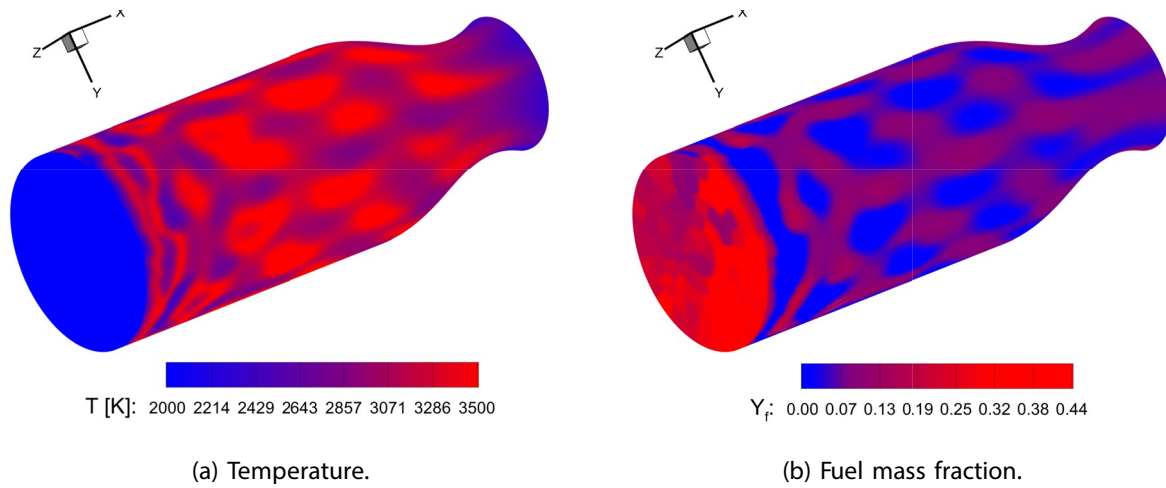 X
Z
Y
X
Z
Y
T [K]: 2000 2214 2429 2643 2857 3071 3286 3500
Y_f: 0.00 0.07 0.13 0.19 0.25 0.32 0.38 0.44
(a) Temperature.
(b) Fuel mass fraction.